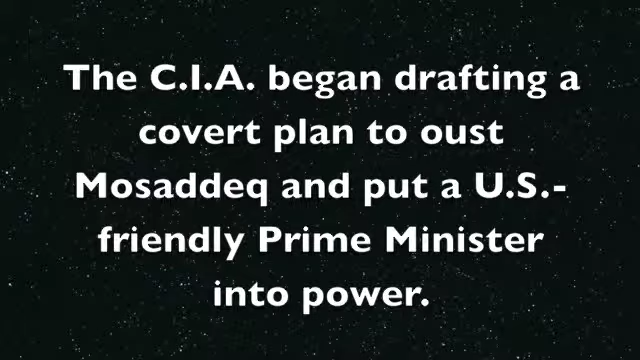 The C.I.A. began drafting a
covert plan to oust
Mosaddeq and put a U.S.-
friendly Prime Minister
into power.